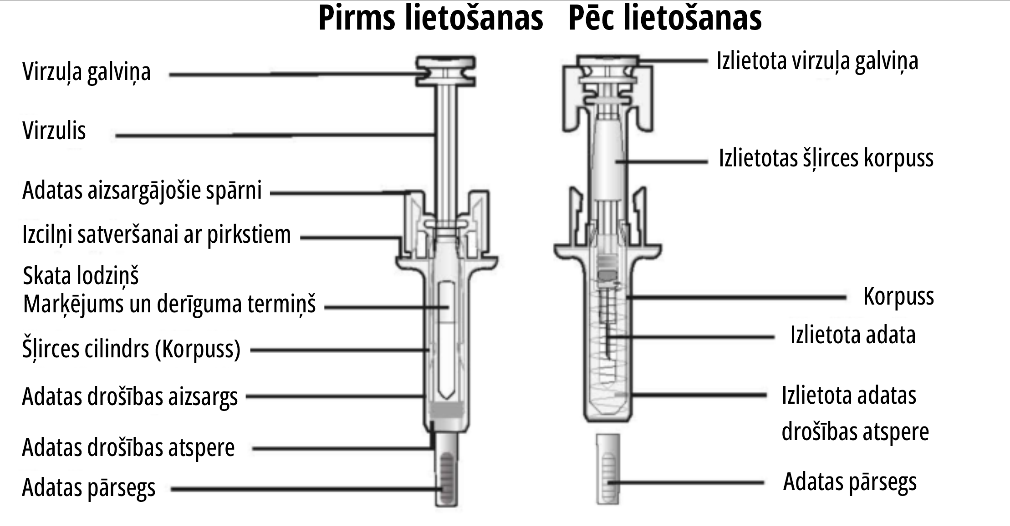 Pirms lietošanas Pēc lietošanas
Virzuļa galviņa
Virzulis
Adatas aizsargājošie spārni
Izcilņi satveršanai ar pirkstiem
Skata lodziņš
Marķējums un derīguma termiņš
Šļirces cilindrs (Korpuss)
Adatas drošības aizsargs
Adatas drošības atspere
Adatas pārsegs
Izlietota virzuļa galviņa
Izlietotas šļirces korpuss
Korpuss
Izlietota adata
Izlietota adatas
drošības atspere
Adatas pārsegs